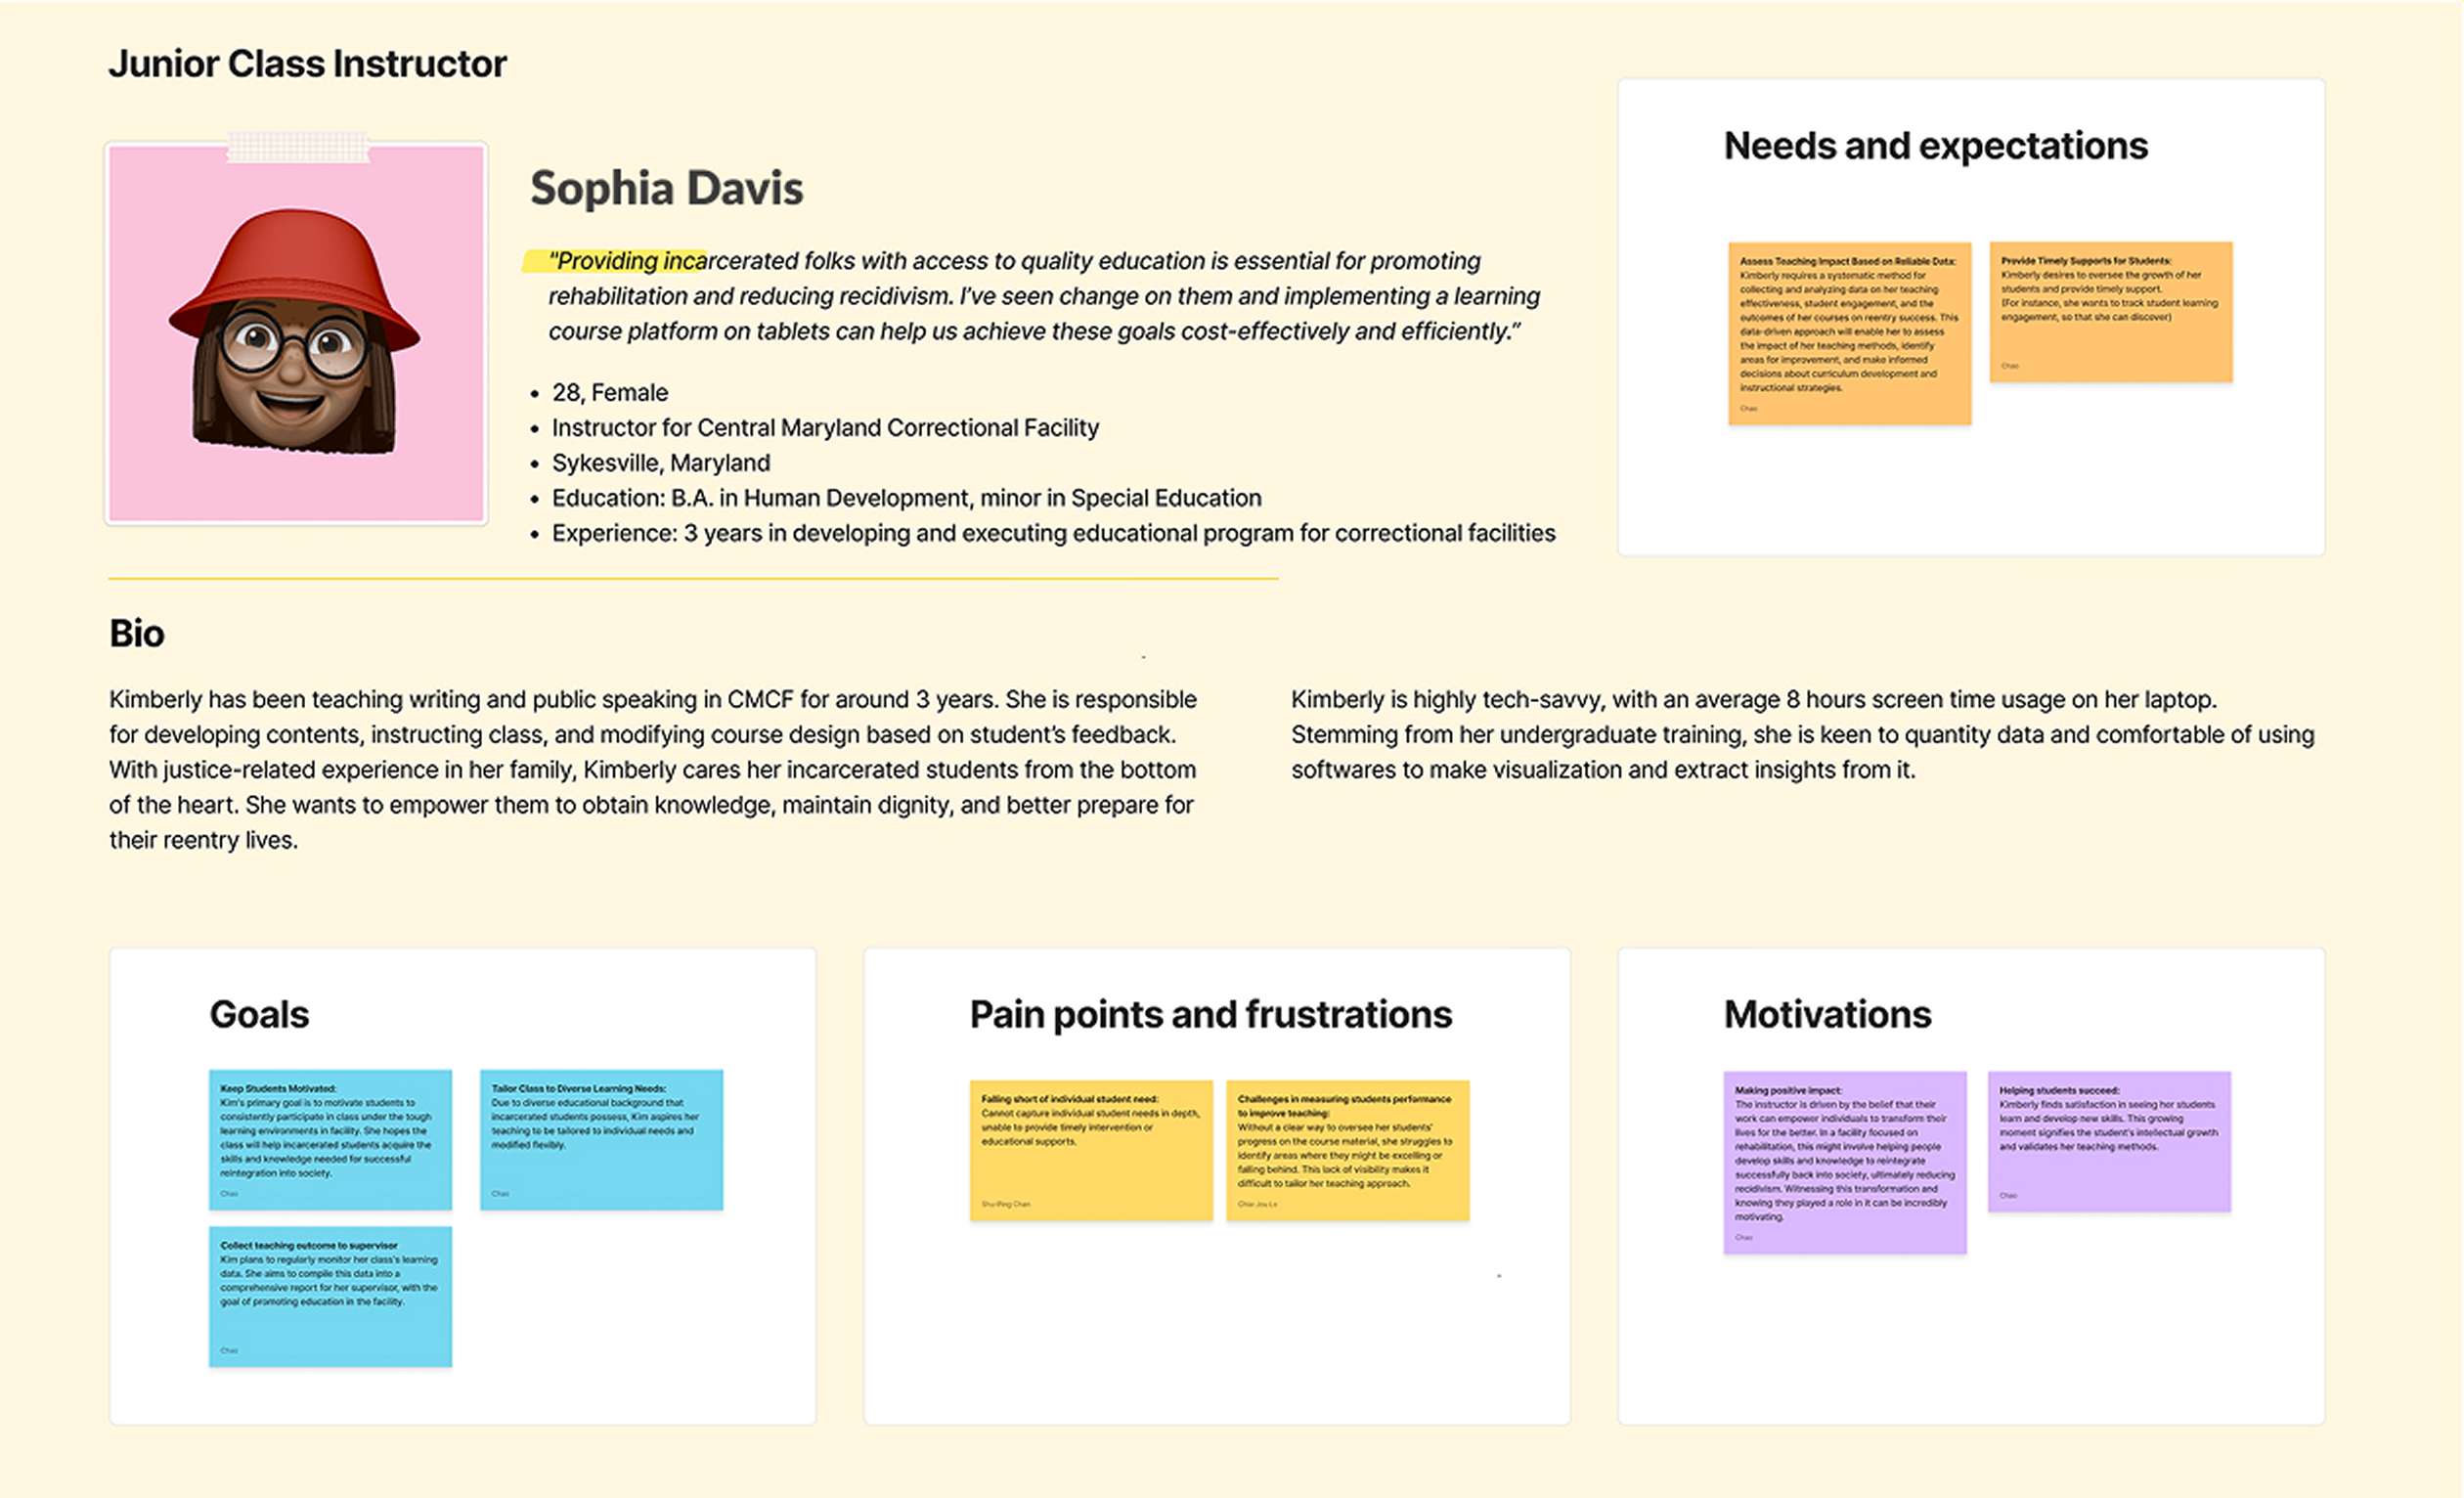 Junior Class Instructor
Sophia Davis
"Providing incarcerated folks with access to quality education is essential for promoting
rehabilitation and reducing recidivism. I've seen change on them and implementing a learning
course platform on tablets can help us achieve these goals cost-effectively and efficiently."
• 28, Female
• Instructor for Central Maryland Correctional Facility
• Sykesville, Maryland
• Education: B.A. in Human Development, minor in Special Education
• Experience: 3 years in developing and executing educational program for correctional facilities
Needs and expectations
Assess Teaching Impact Based on Reliable Data:
Kimberly requires a systematic method for
collecting and analyzing data on her teaching
effectiveness, student engagement, and the
outcomes of her courses on reentry success. This
data-driven approach will enable her to assess
the impact of her teaching methods, identify
areas for improvement, and make informed
decisions about curriculum development and
instructional strategies.
Chao
Provide Timely Supports for Students:
Kimberly desires to oversee the growth of her
students and provide timely support.
(For instance, she wants to track student learning
engagement, so that she can discover)
Chao
Bio
Kimberly has been teaching writing and public speaking in CMCF for around 3 years. She is responsible
for developing contents, instructing class, and modifying course design based on student's feedback.
With justice-related experience in her family, Kimberly cares her incarcerated students from the bottom
of the heart. She wants to empower them to obtain knowledge, maintain dignity, and better prepare for
their reentry lives.
Kimberly is highly tech-savvy, with an average 8 hours screen time usage on her laptop.
Stemming from her undergraduate training, she is keen to quantity data and comfortable of using
softwares to make visualization and extract insights from it.
Goals
Keep Students Motivated:
Kim's primary goal is to motivate students to
consistently participate in class under the tough
learning environments in facility. She hopes the
class will help incarcerated students acquire the
skills and knowledge needed for successful
reintegration into society.
Chao
Tailor Class to Diverse Learning Needs:
Due to diverse educational background that
incarcerated students possess, Kim aspires her
teaching to be tailored to individual needs and
modified flexibly.
Chao
Collect teaching outcome to supervisor
Kim plans to regularly monitor her class's learning
data. She aims to compile this data into a
comprehensive report for her supervisor, with the
goal of promoting education in the facility.
Chao
Pain points and frustrations
Falling short of individual student need:
Cannot capture individual student needs in depth,
unable to provide timely intervention or
educational supports.
Shu-Ping Chan
Challenges in measuring students performance
to improve teaching:
Without a clear way to oversee her students'
progress on the course material, she struggles to
identify areas where they might be excelling or
falling behind. This lack of visibility makes it
difficult to tailor her teaching approach.
Motivations
Making positive impact:
The instructor is driven by the belief that their
work can empower individuals to transform their
lives for the better. In a facility focused on
rehabilitation, this might involve helping people
develop skills and knowledge to reintegrate
successfully back into society, ultimately reducing
recidivism. Witnessing this transformation and
knowing they played a role in it can be incredibly
motivating.
Chao
Helping students succeed:
Kimberly finds satisfaction in seeing her students
learn and develop new skills. This growing
moment signifies the student's intellectual growth
and validates her teaching methods.
Chao